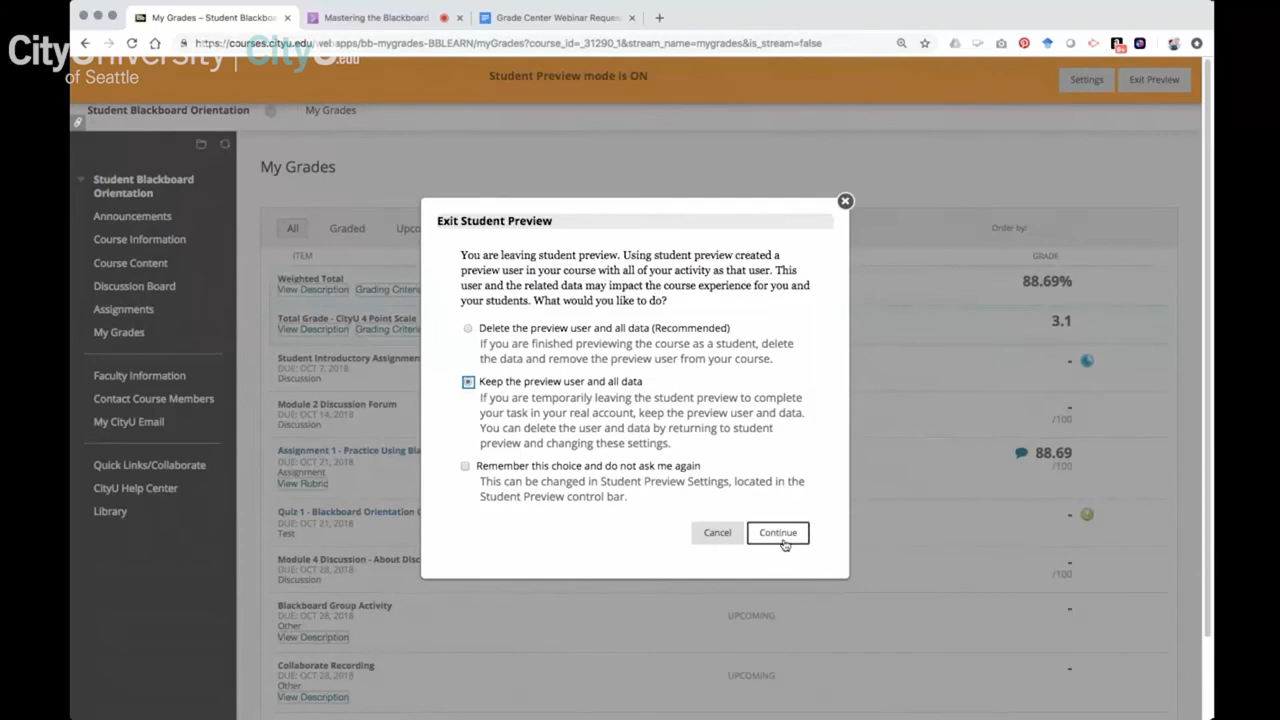 My Grades – Student Blackboa
Mastering the Blackboard
Grade Center Webinar Reques
https://courses.cityu.edu/webapps/bb-mygrades-BBLEARN/myGrades?course_id=_31290_1&stream_name=mygrades&is_stream=false
CityUniversity | CityU.edu
of Seattle
Student Preview mode is ON
Settings
Exit Preview
Student Blackboard Orientation
My Grades
Student Blackboard
Orientation
Announcements
Course Information
Course Content
Discussion Board
Assignments
My Grades
Faculty Information
Contact Course Members
My CityU Email
Quick Links/Collaborate
CityU Help Center
Library
My Grades
All
Graded
Upco
Order by:
ITEM
GRADE
Weighted Total
View Description
Grading Criteri
88.69%
Total Grade - CityU 4 Point Scale
View Description
Grading Criteri
3.1
Student Introductory Assignmen
DUE: OCT 7, 2018
Discussion
-
Module 2 Discussion Forum
DUE: OCT 14, 2018
Discussion
-
/100
Assignment 1 - Practice Using Bla
DUE: OCT 21, 2018
Assignment
View Rubric
88.69
/100
Quiz 1 - Blackboard Orientation
DUE: OCT 21, 2018
Test
-
Module 4 Discussion - About Disc
DUE: OCT 28, 2018
Discussion
-
/100
Blackboard Group Activity
DUE: OCT 28, 2018
Other
View Description
UPCOMING
-
Collaborate Recording
DUE: OCT 28, 2018
Other
View Description
UPCOMING
-
Exit Student Preview
You are leaving student preview. Using student preview created a
preview user in your course with all of your activity as that user. This
user and the related data may impact the course experience for you and
your students. What would you like to do?
Delete the preview user and all data (Recommended)
If you are finished previewing the course as a student, delete
the data and remove the preview user from your course.
Keep the preview user and all data
If you are temporarily leaving the student preview to complete
your task in your real account, keep the preview user and data.
You can delete the user and data by returning to student
preview and changing these settings.
Remember this choice and do not ask me again
This can be changed in Student Preview Settings, located in the
Student Preview control bar.
Cancel
Continue